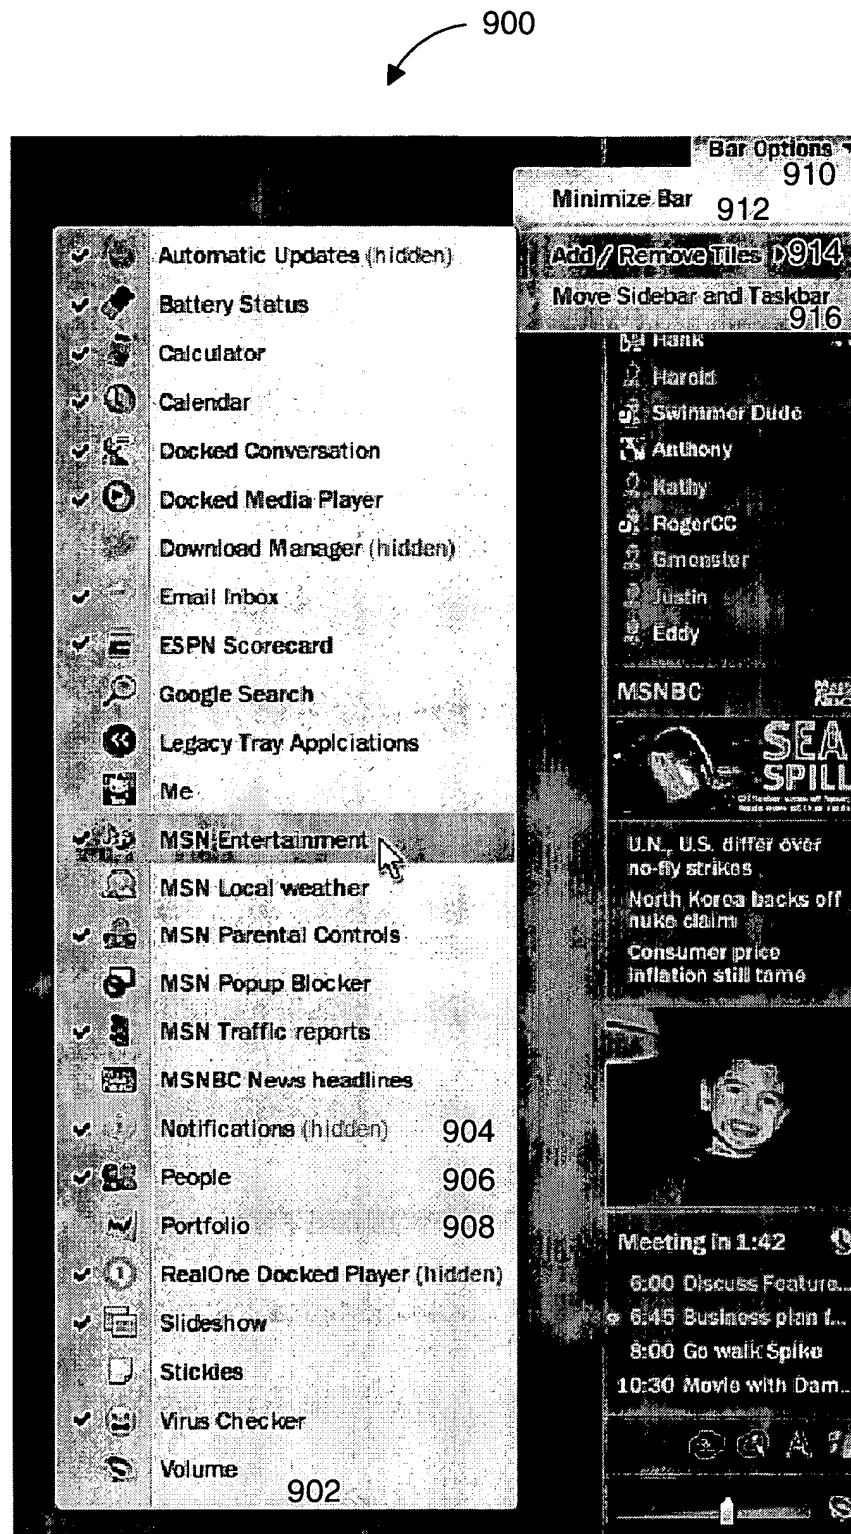 900
Bar Options
910
Minimize Bar
912
Add / Remove Tiles 914
Move Sidebar and Taskbar
916
Automatic Updates (hidden)
Battery Status
Calculator
Calendar
Docked Conversation
Docked Media Player
Download Manager (hidden)
Email Inbox
ESPN Scorecard
Google Search
Legacy Tray Applciations
Me
MSN Entertainment
MSN Local weather
MSN Parental Controls
MSN Popup Blocker
MSN Traffic reports
MSNBC News headlines
Notifications (hidden) 904
People 906
Portfolio 908
RealOne Docked Player (hidden)
Slideshow
Stickies
Virus Checker
Volume
902
Hank
Harold
Swimmer Dude
Anthony
Kathy
RogerCC
Gmonster
Justin
Eddy
MSNBC
SEA
SPILL
U.N., U.S. differ over
no-fly strikes
North Korea backs off
nuke claim
Consumer price
inflation still tame
Meeting in 1:42
6:00 Discuss Feature...
6:45 Business plan f...
8:00 Go walk Spike
10:30 Movie with Dam...